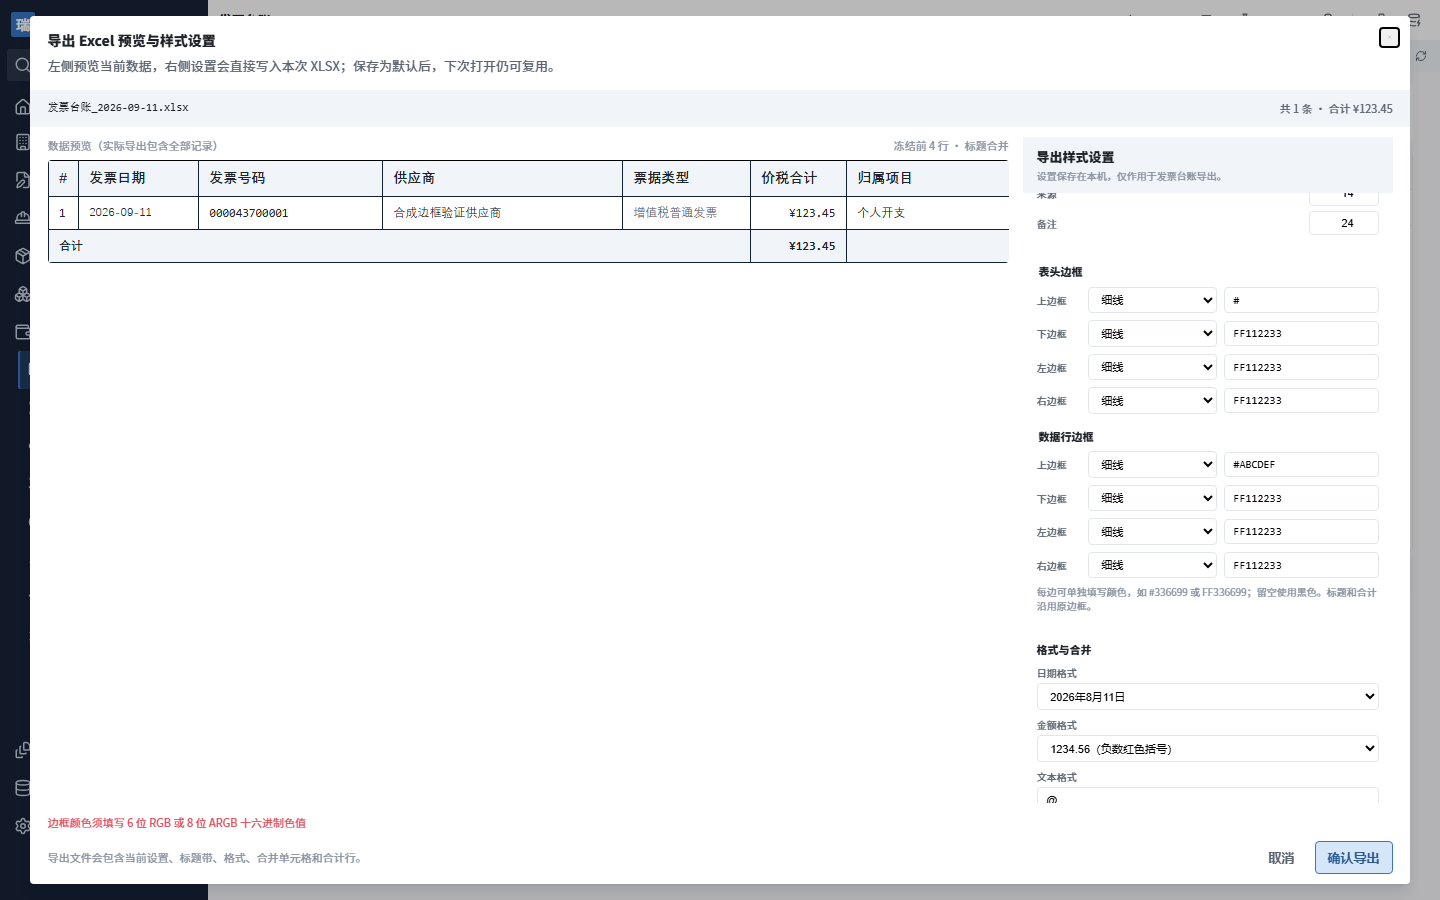 瑞
导出 Excel 预览与样式设置
左侧预览当前数据，右侧设置会直接写入本次 XLSX；保存为默认后，下次打开仍可复用。
发票台账_2026-09-11.xlsx
共 1 条 • 合计 ¥123.45
数据预览（实际导出包含全部记录）
冻结前 4 行 • 标题合并
# 发票日期 发票号码 供应商 票据类型 价税合计 归属项目
1 2026-09-11 000043700001 合成边框验证供应商 增值税普通发票 ¥123.45 个人开支
合计 ¥123.45
导出样式设置
设置保存在本机，仅作用于发票台账导出。
来源 14
备注 24
表头边框
上边框 细线 #
下边框 细线 FF112233
左边框 细线 FF112233
右边框 细线 FF112233
数据行边框
上边框 细线 #ABCDEF
下边框 细线 FF112233
左边框 细线 FF112233
右边框 细线 FF112233
每边可单独填写颜色，如 #336699 或 FF336699；留空使用黑色。标题和合计
沿用原边框。
格式与合并
日期格式
2026年8月11日
金额格式
1234.56（负数红色括号）
文本格式
@
边框颜色须填写 6 位 RGB 或 8 位 ARGB 十六进制色值
导出文件会包含当前设置、标题带、格式、合并单元格和合计行。
取消
确认导出